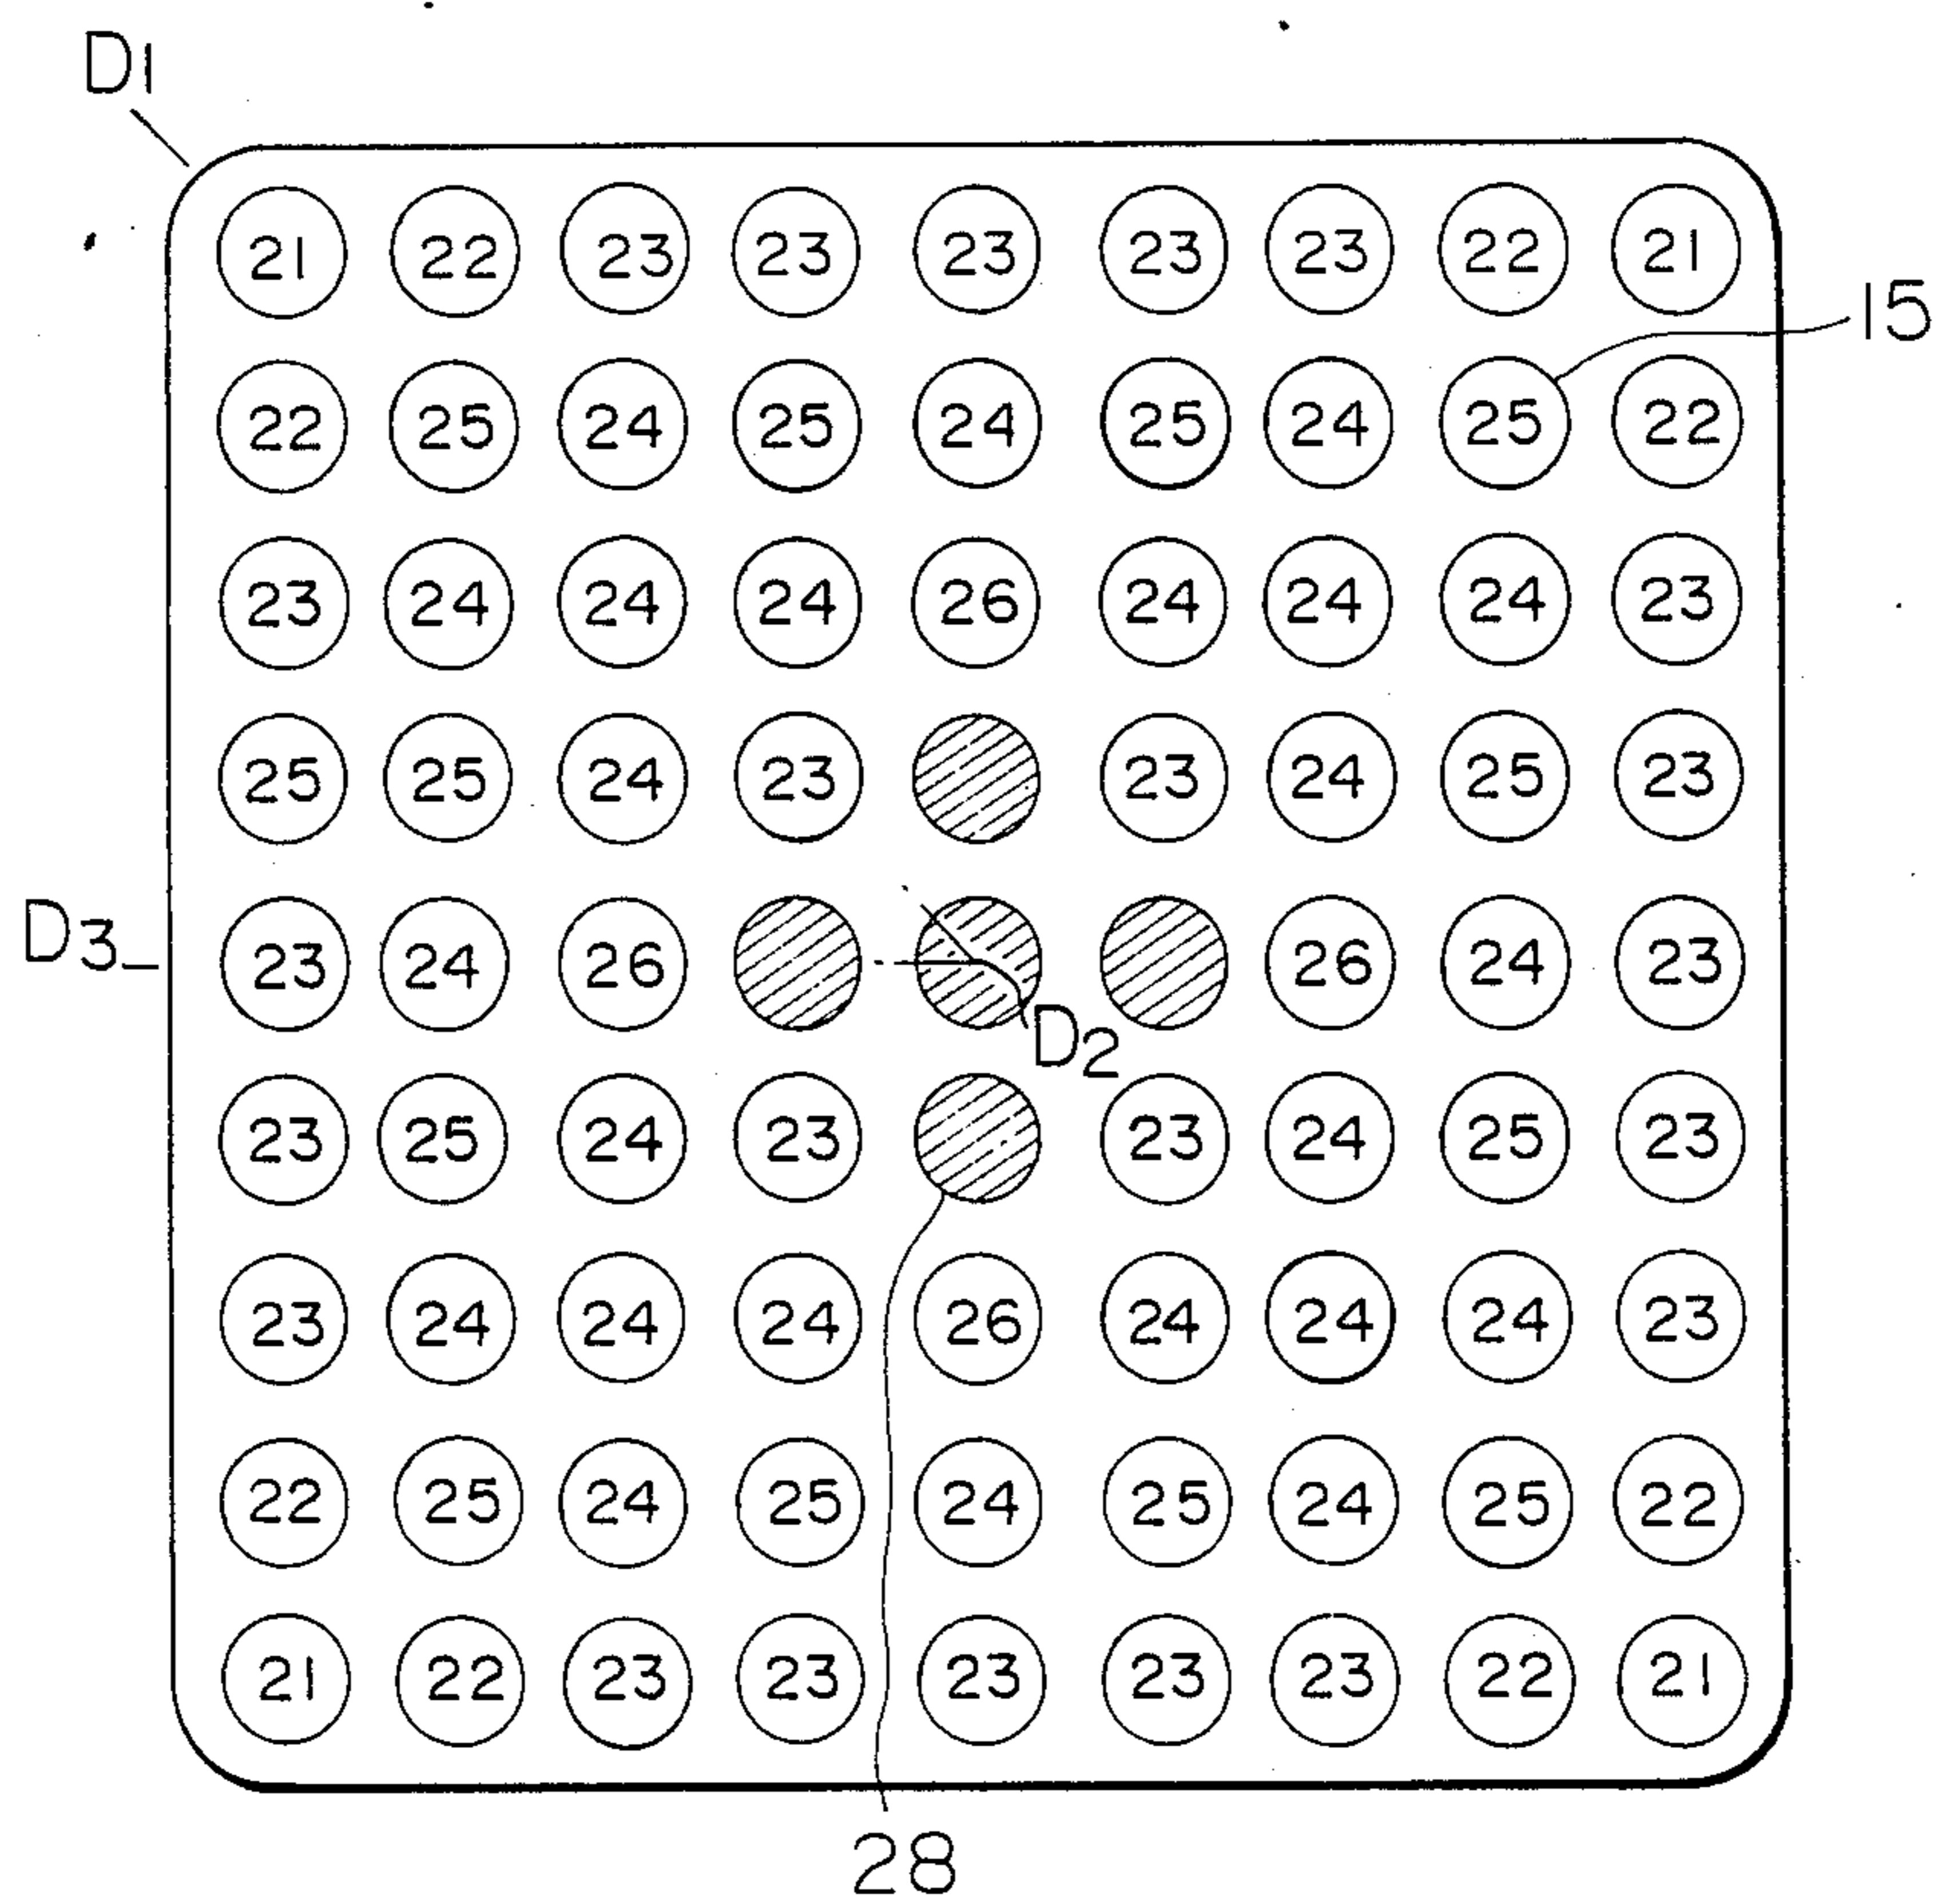 D1
21 22 23 23 23 23 23 22 21
15
22 25 24 25 24 25 24 25 22
23 24 24 24 26 24 24 24 23
25 25 24 23 23 24 25 23
D3 23 24 26 26 24 23
D2
23 25 24 23 23 24 25 23
23 24 24 24 26 24 24 24 23
22 25 24 25 24 25 24 25 22
21 22 23 23 23 23 23 22 21
28